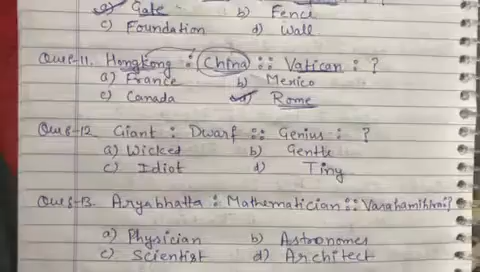 a) Gate b) Fence
c) Foundation d) Wall
Ques-11. Hongkong : China :: Vatican : ?
a) France b) Mexico
c) Canada d) Rome
Ques-12 Giant : Dwarf :: Genius : ?
a) Wicked b) Gentle
c) Idiot d) Tiny
Ques-13. Aryabhatta : Mathematician :: Varahamihira : ?
a) Physician b) Astronomer
c) Scientist d) Architect